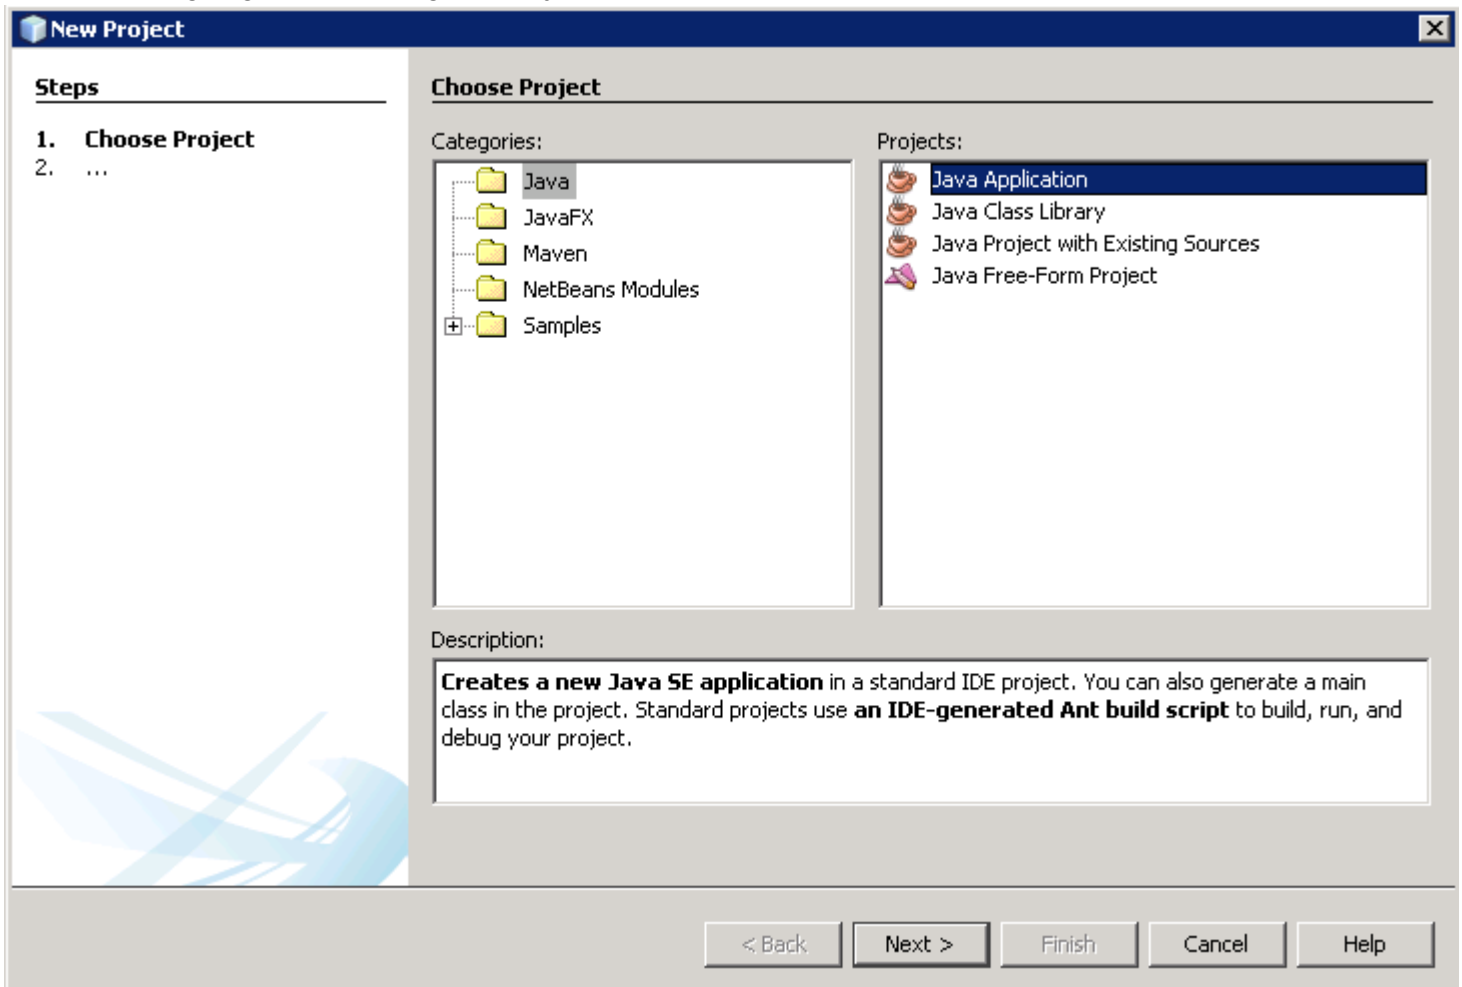 New Project
Steps
1. Choose Project
2. ...
Choose Project
Categories:
Java
JavaFX
Maven
NetBeans Modules
Samples
Projects:
Java Application
Java Class Library
Java Project with Existing Sources
Java Free-Form Project
Description:
Creates a new Java SE application in a standard IDE project. You can also generate a main
class in the project. Standard projects use an IDE-generated Ant build script to build, run, and
debug your project.
< Back
Next >
Finish
Cancel
Help